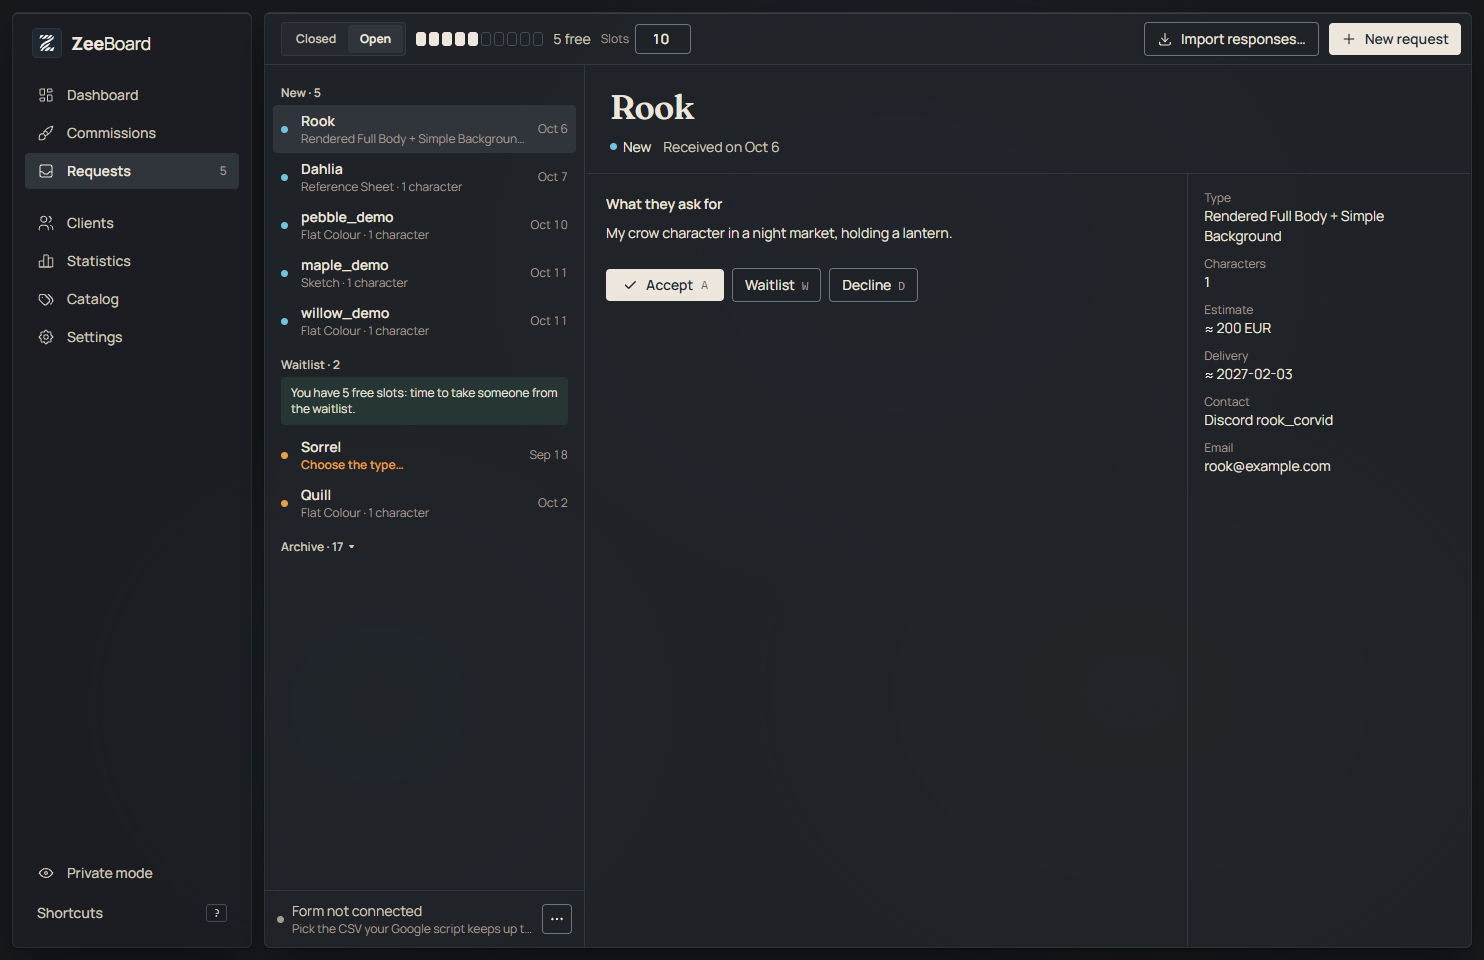 ZeeBoard
Dashboard
Commissions
Requests 5
Clients
Statistics
Catalog
Settings
Private mode
Shortcuts ?
Closed Open 5 free Slots 10
Import responses… New request
New · 5
Rook
Rendered Full Body + Simple Backgroun… Oct 6
Dahlia
Reference Sheet · 1 character Oct 7
pebble_demo
Flat Colour · 1 character Oct 10
maple_demo
Sketch · 1 character Oct 11
willow_demo
Flat Colour · 1 character Oct 11
Waitlist · 2
You have 5 free slots: time to take someone from
the waitlist.
Sorrel
Choose the type… Sep 18
Quill
Flat Colour · 1 character Oct 2
Archive · 17
Form not connected
Pick the CSV your Google script keeps up t…
Rook
New Received on Oct 6
What they ask for
My crow character in a night market, holding a lantern.
Accept A Waitlist W Decline D
Type
Rendered Full Body + Simple
Background
Characters
1
Estimate
≈ 200 EUR
Delivery
≈ 2027-02-03
Contact
Discord rook_corvid
Email
rook@example.com